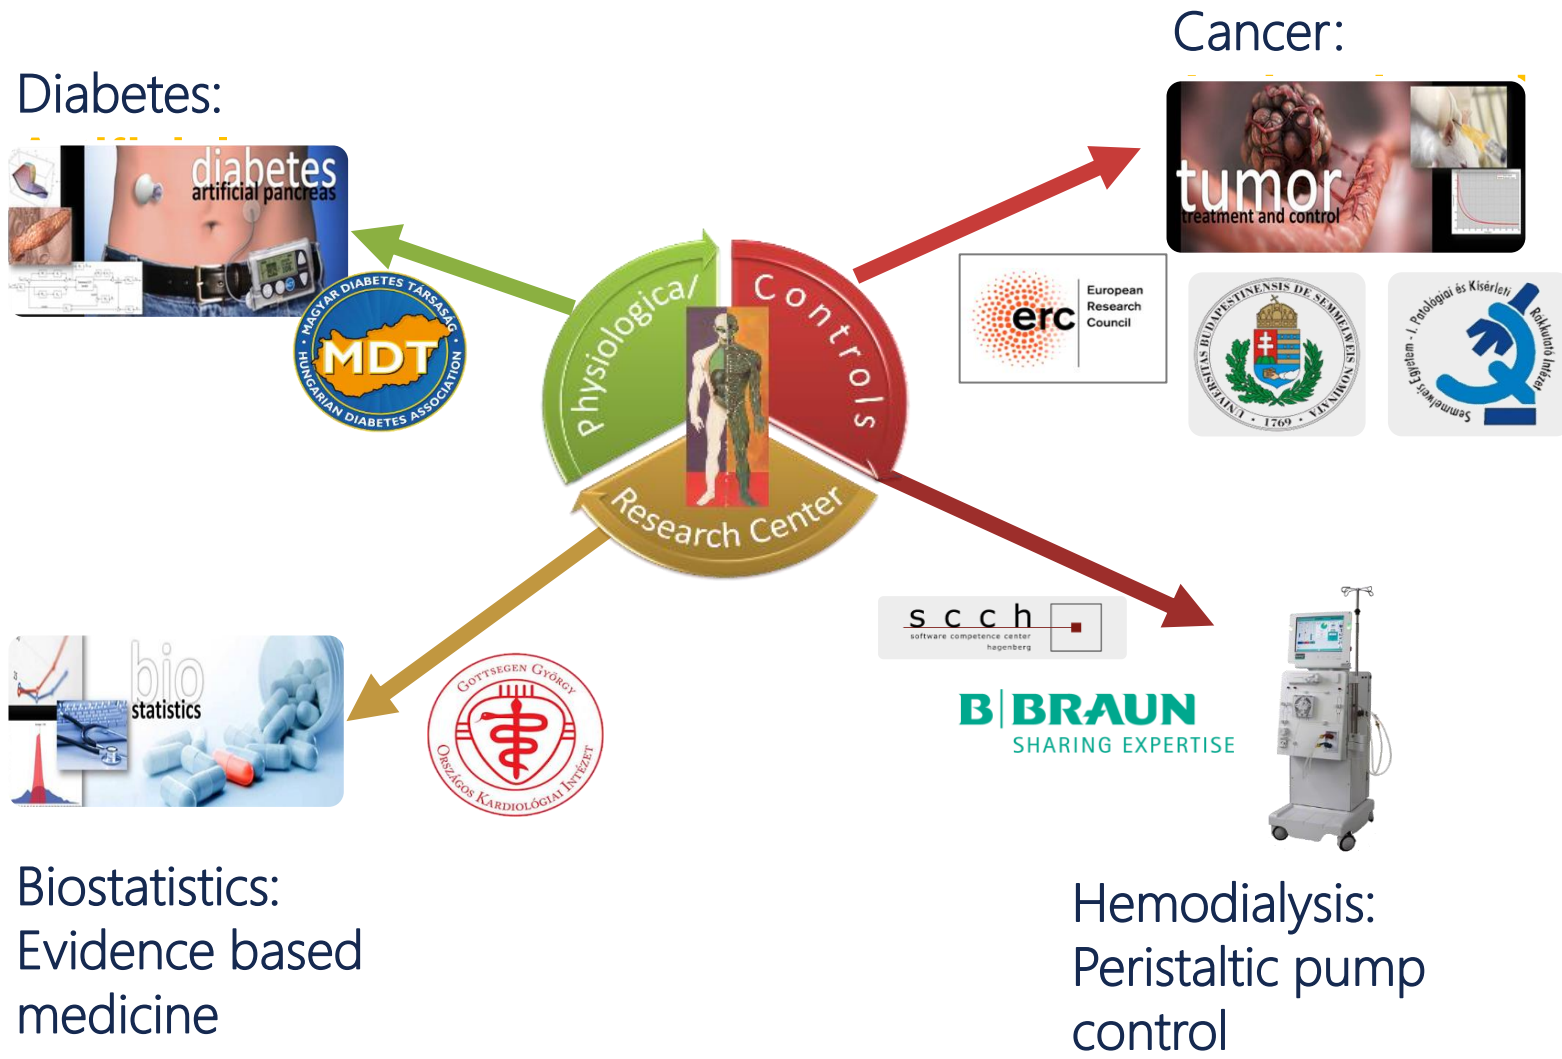 Cancer:
Diabetes:
diabetes
artificial pancreas
tumor
treatment and control
MAGYAR DIABETES TÁRSASÁG
MDT
HUNGARIAN DIABETES ASSOCIATION
Physiological
Controls
Research Center
erc
European
Research
Council
UNIVERSITAS BUDAPESTINENSIS DE SEMMELWEIS NOMINATA
1769
Semmelweis Egyetem - I. Patológiai és Kísérleti Rákkutató Intézet
bio
statistics
GOTTSEGEN GYÖRGY
ORSZÁGOS KARDIOLÓGIAI INTÉZET
scch
software competence center
hagenberg
B|BRAUN
SHARING EXPERTISE
Biostatistics:
Evidence based
medicine
Hemodialysis:
Peristaltic pump
control